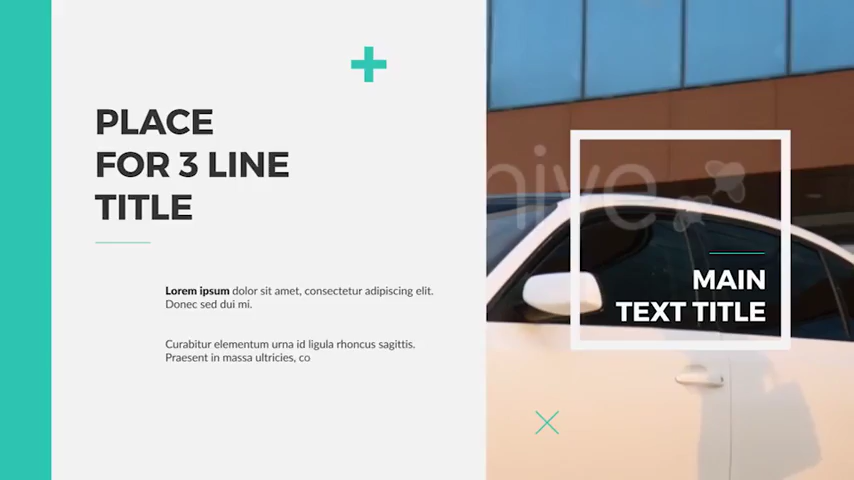 PLACE
FOR 3 LINE
TITLE
Lorem ipsum dolor sit amet, consectetur adipiscing elit.
Donec sed dui mi.
Curabitur elementum urna id ligula rhoncus sagittis.
Praesent in massa ultricies, co
MAIN
TEXT TITLE